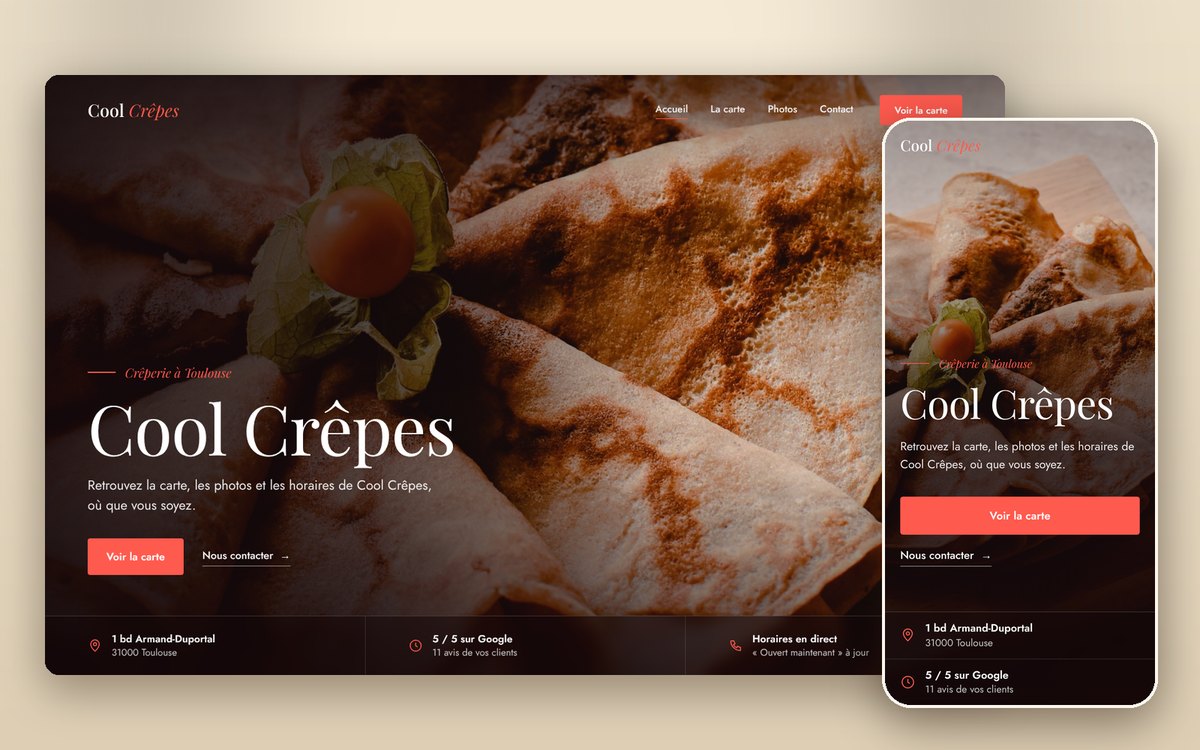 Cool Crêpes
Accueil La carte Photos Contact Voir la carte
Crêperie à Toulouse
Cool Crêpes
Retrouvez la carte, les photos et les horaires de Cool Crêpes,
où que vous soyez.
Voir la carte Nous contacter →
1 bd Armand-Duportal
31000 Toulouse
5 / 5 sur Google
11 avis de vos clients
Horaires en direct
« Ouvert maintenant » à jour
Cool Crêpes
Crêperie à Toulouse
Cool Crêpes
Retrouvez la carte, les photos et les horaires de
Cool Crêpes, où que vous soyez.
Voir la carte
Nous contacter →
1 bd Armand-Duportal
31000 Toulouse
5 / 5 sur Google
11 avis de vos clients